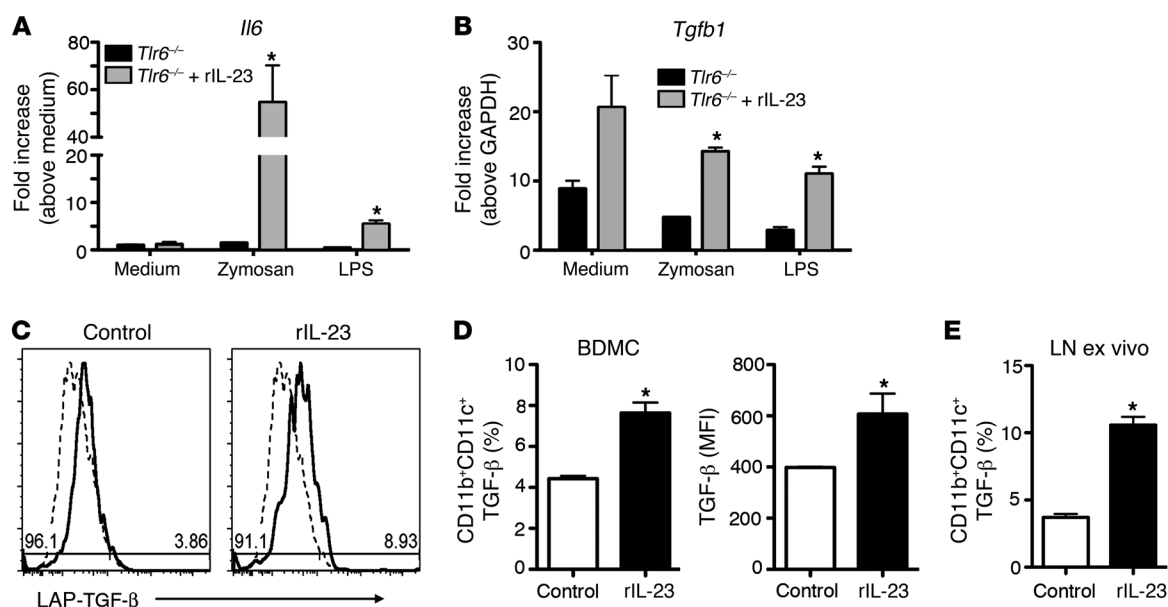 A
Il6
Fold increase
(above medium)
80
60
40
20
10
0
Tlr6–/–
Tlr6–/– + rIL-23
*
*
Medium Zymosan LPS
B
Tgfb1
Fold increase
(above GAPDH)
30
20
10
0
Tlr6–/–
Tlr6–/– + rIL-23
*
*
Medium Zymosan LPS
C
Control rIL-23
96.1 3.86
91.1 8.93
LAP-TGF-β
D
BDMC
CD11b+CD11c+
TGF-β (%)
10
8
6
4
2
0
*
Control rIL-23
TGF-β (MFI)
800
600
400
200
0
*
Control rIL-23
E
LN ex vivo
CD11b+CD11c+
TGF-β (%)
15
10
5
0
*
Control rIL-23